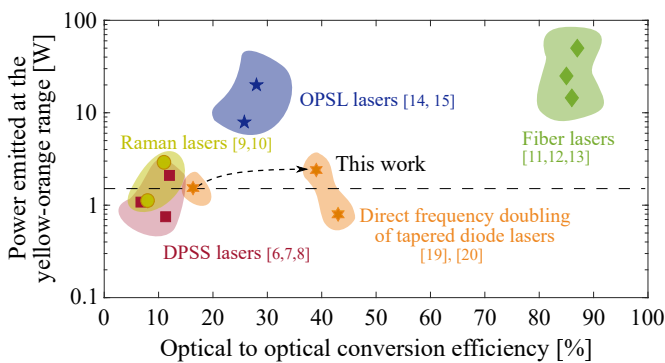 Power emitted at the
yellow-orange range [W]
100
10
1
0.1
OPSL lasers [14, 15]
Raman lasers [9,10]
Fiber lasers
[11,12,13]
This work
DPSS lasers [6,7,8]
Direct frequency doubling
of tapered diode lasers
[19], [20]
0 10 20 30 40 50 60 70 80 90 100
Optical to optical conversion efficiency [%]